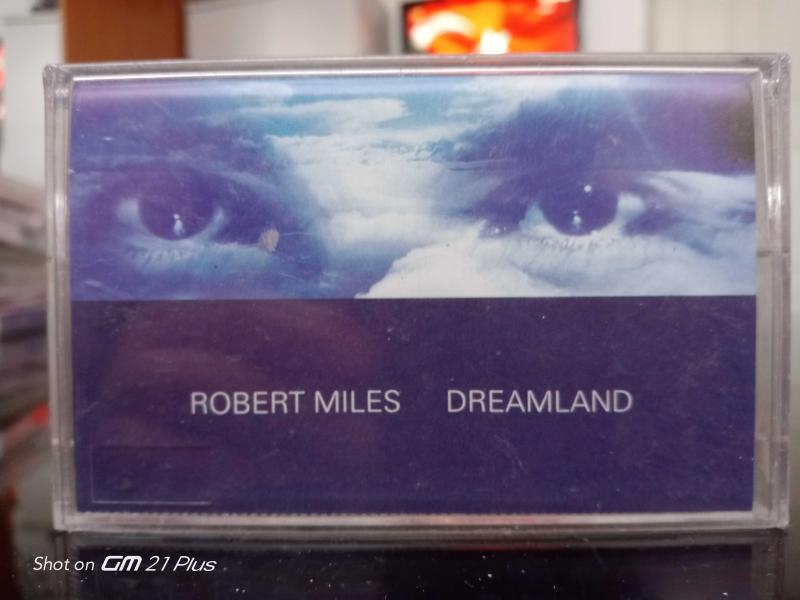 ROBERT MILES DREAMLAND
Shot on GM 21 Plus